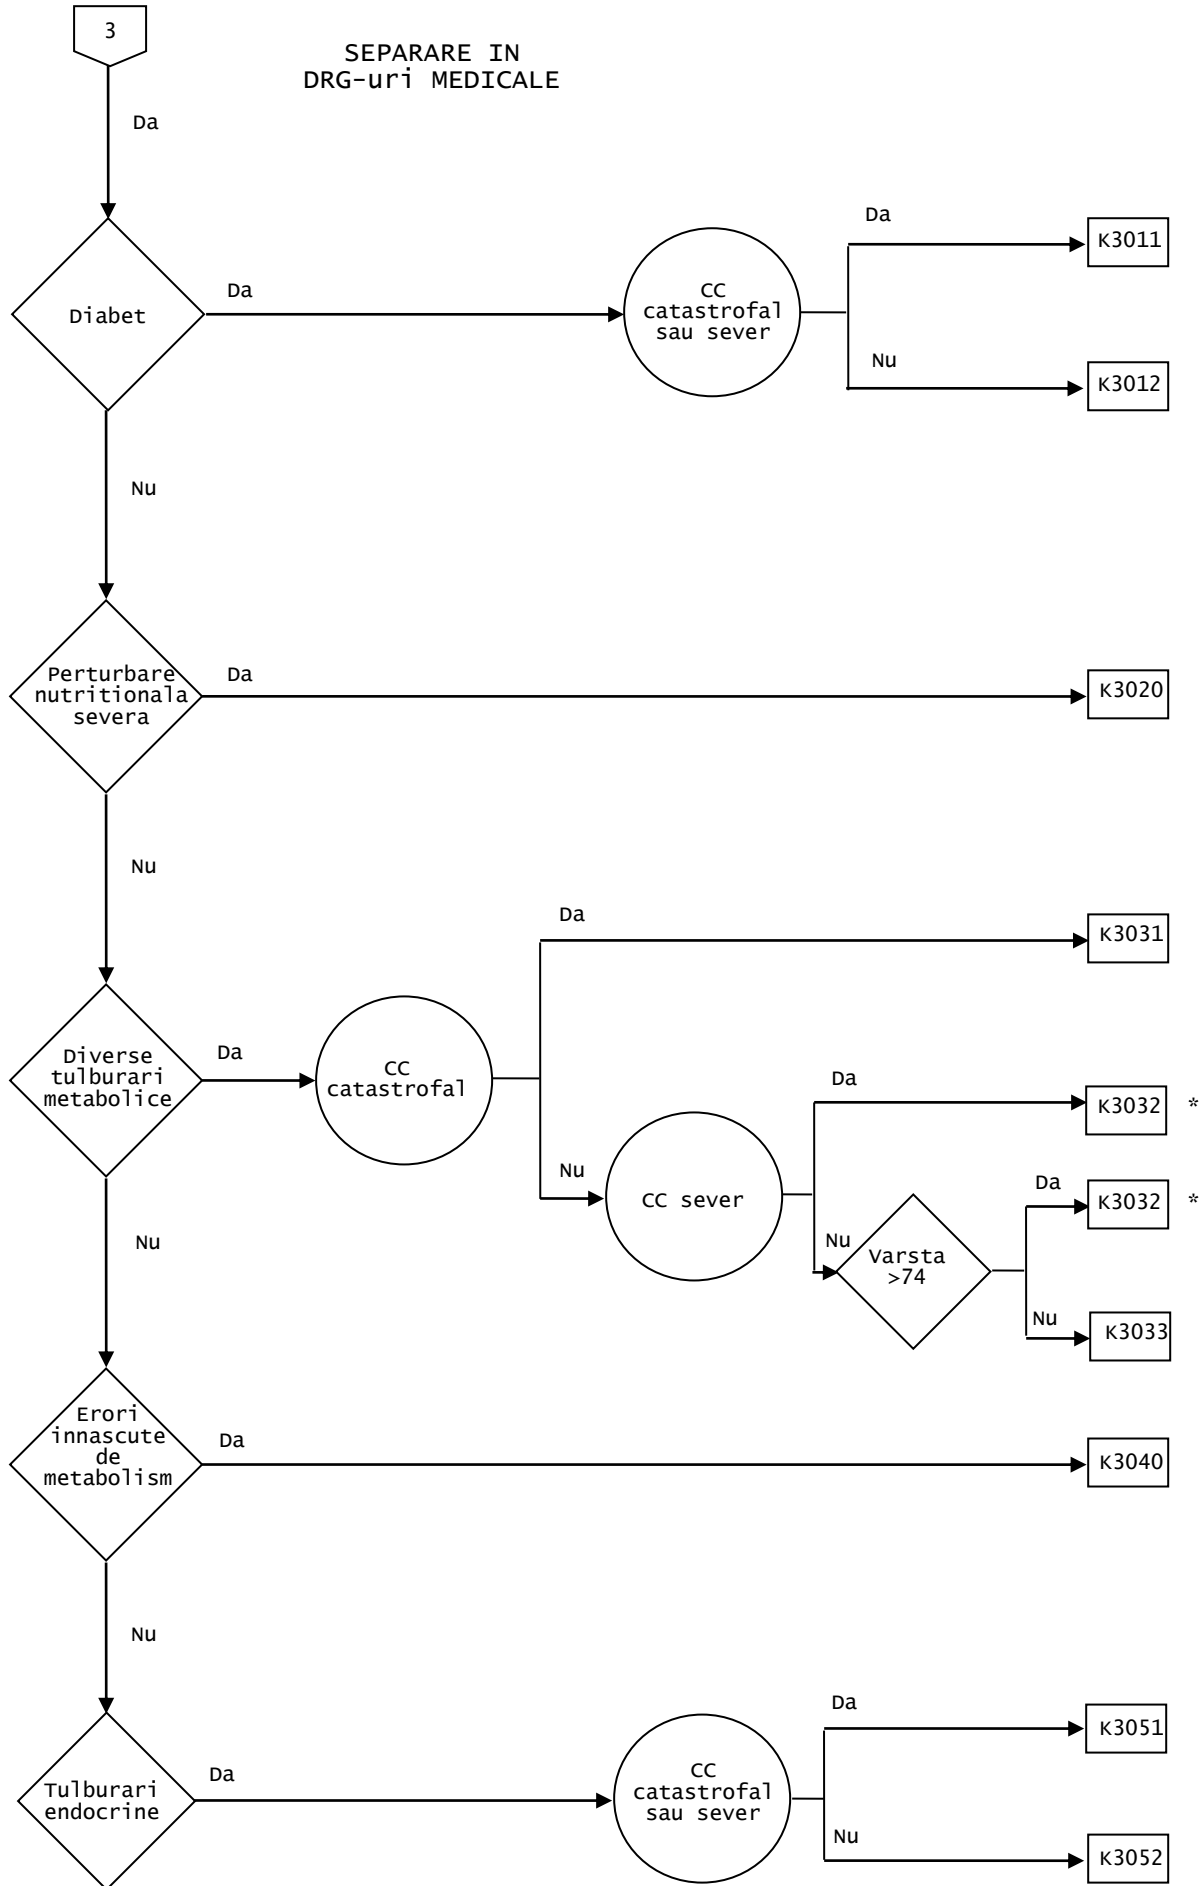 3
SEPARARE IN
DRG-uri MEDICALE
Da
Da
K3011
Diabet
Da
CC
catastrofal
sau sever
Nu
K3012
Nu
Perturbare
nutritionala
severa
Da
K3020
Nu
Da
K3031
Diverse
tulburari
metabolice
Da
CC
catastrofal
Da
K3032 *
Nu
CC sever
Da
K3032 *
Nu
Nu
Varsta
>74
Nu
K3033
Erori
innascute
de
metabolism
Da
K3040
Nu
Da
K3051
Tulburari
endocrine
Da
CC
catastrofal
sau sever
Nu
K3052